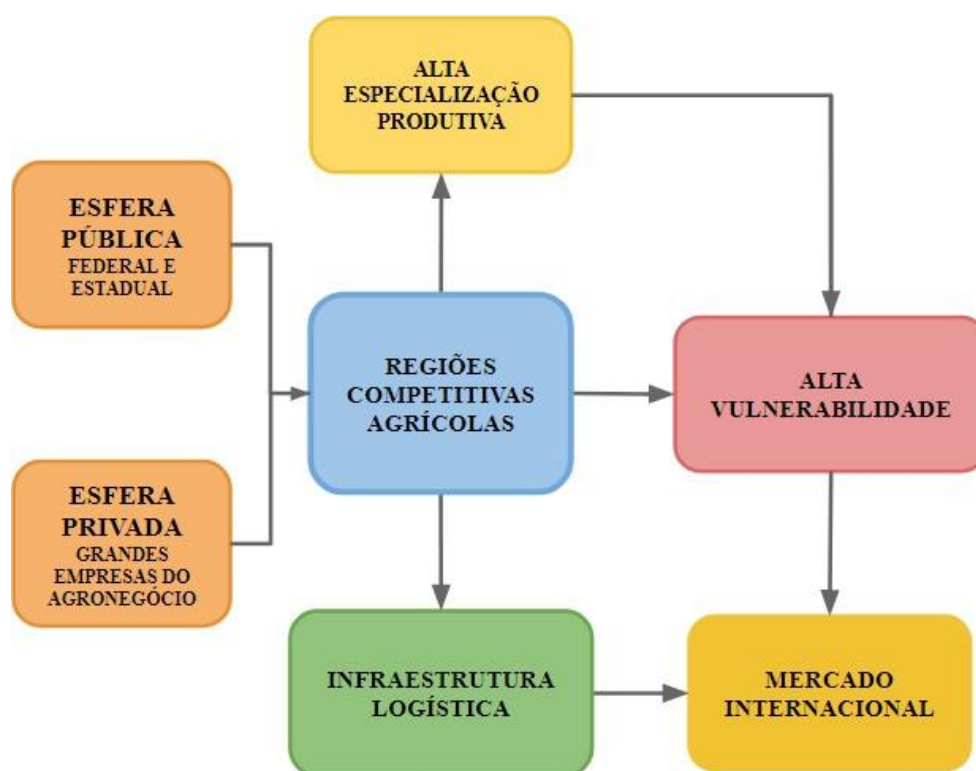 ALTA
ESPECIALIZAÇÃO
PRODUTIVA
ESFERA
PÚBLICA
FEDERAL E
ESTADUAL
REGIÕES
COMPETITIVAS
AGRÍCOLAS
ALTA
VULNERABILIDADE
ESFERA
PRIVADA
GRANDES
EMPRESAS DO
AGRONEGÓCIO
INFRAESTRUTURA
LOGÍSTICA
MERCADO
INTERNACIONAL